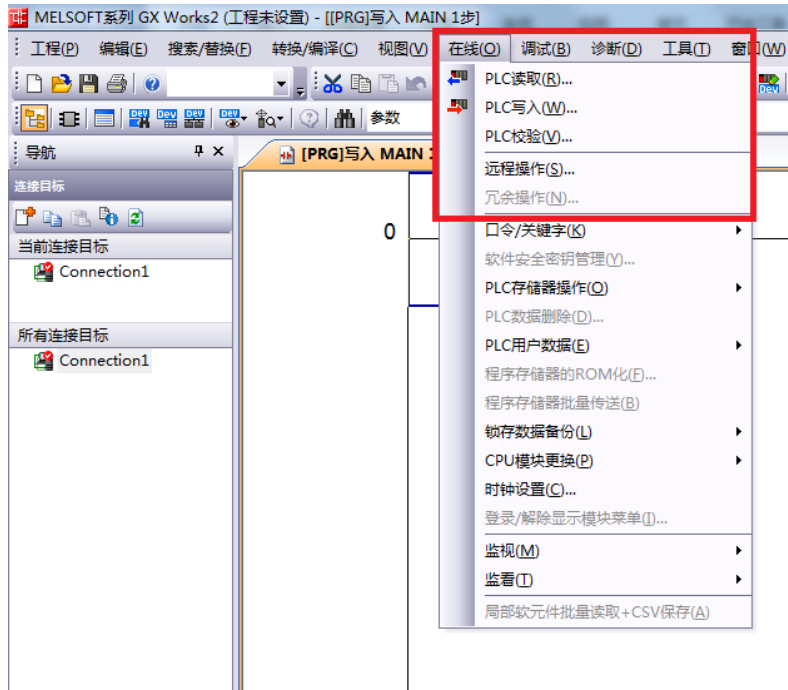 MELSOFT系列 GX Works2 (工程未设置) - [[PRG]写入 MAIN 1步]
工程(P) 编辑(E) 搜索/替换(F) 转换/编译(C) 视图(V) 在线(O) 调试(B) 诊断(D) 工具(T) 窗口(W)
参数
导航
[PRG]写入 MAIN 1
连接目标
当前连接目标
Connection1
所有连接目标
Connection1
0
PLC读取(R)...
PLC写入(W)...
PLC校验(V)...
远程操作(S)...
冗余操作(N)...
口令/关键字(K)
软件安全密钥管理(Y)...
PLC存储器操作(O)
PLC数据删除(D)...
PLC用户数据(E)
程序存储器的ROM化(F)...
程序存储器批量传送(B)
锁存数据备份(L)
CPU模块更换(P)
时钟设置(C)...
登录/解除显示模块菜单(I)...
监视(M)
监看(T)
局部软元件批量读取+CSV保存(A)